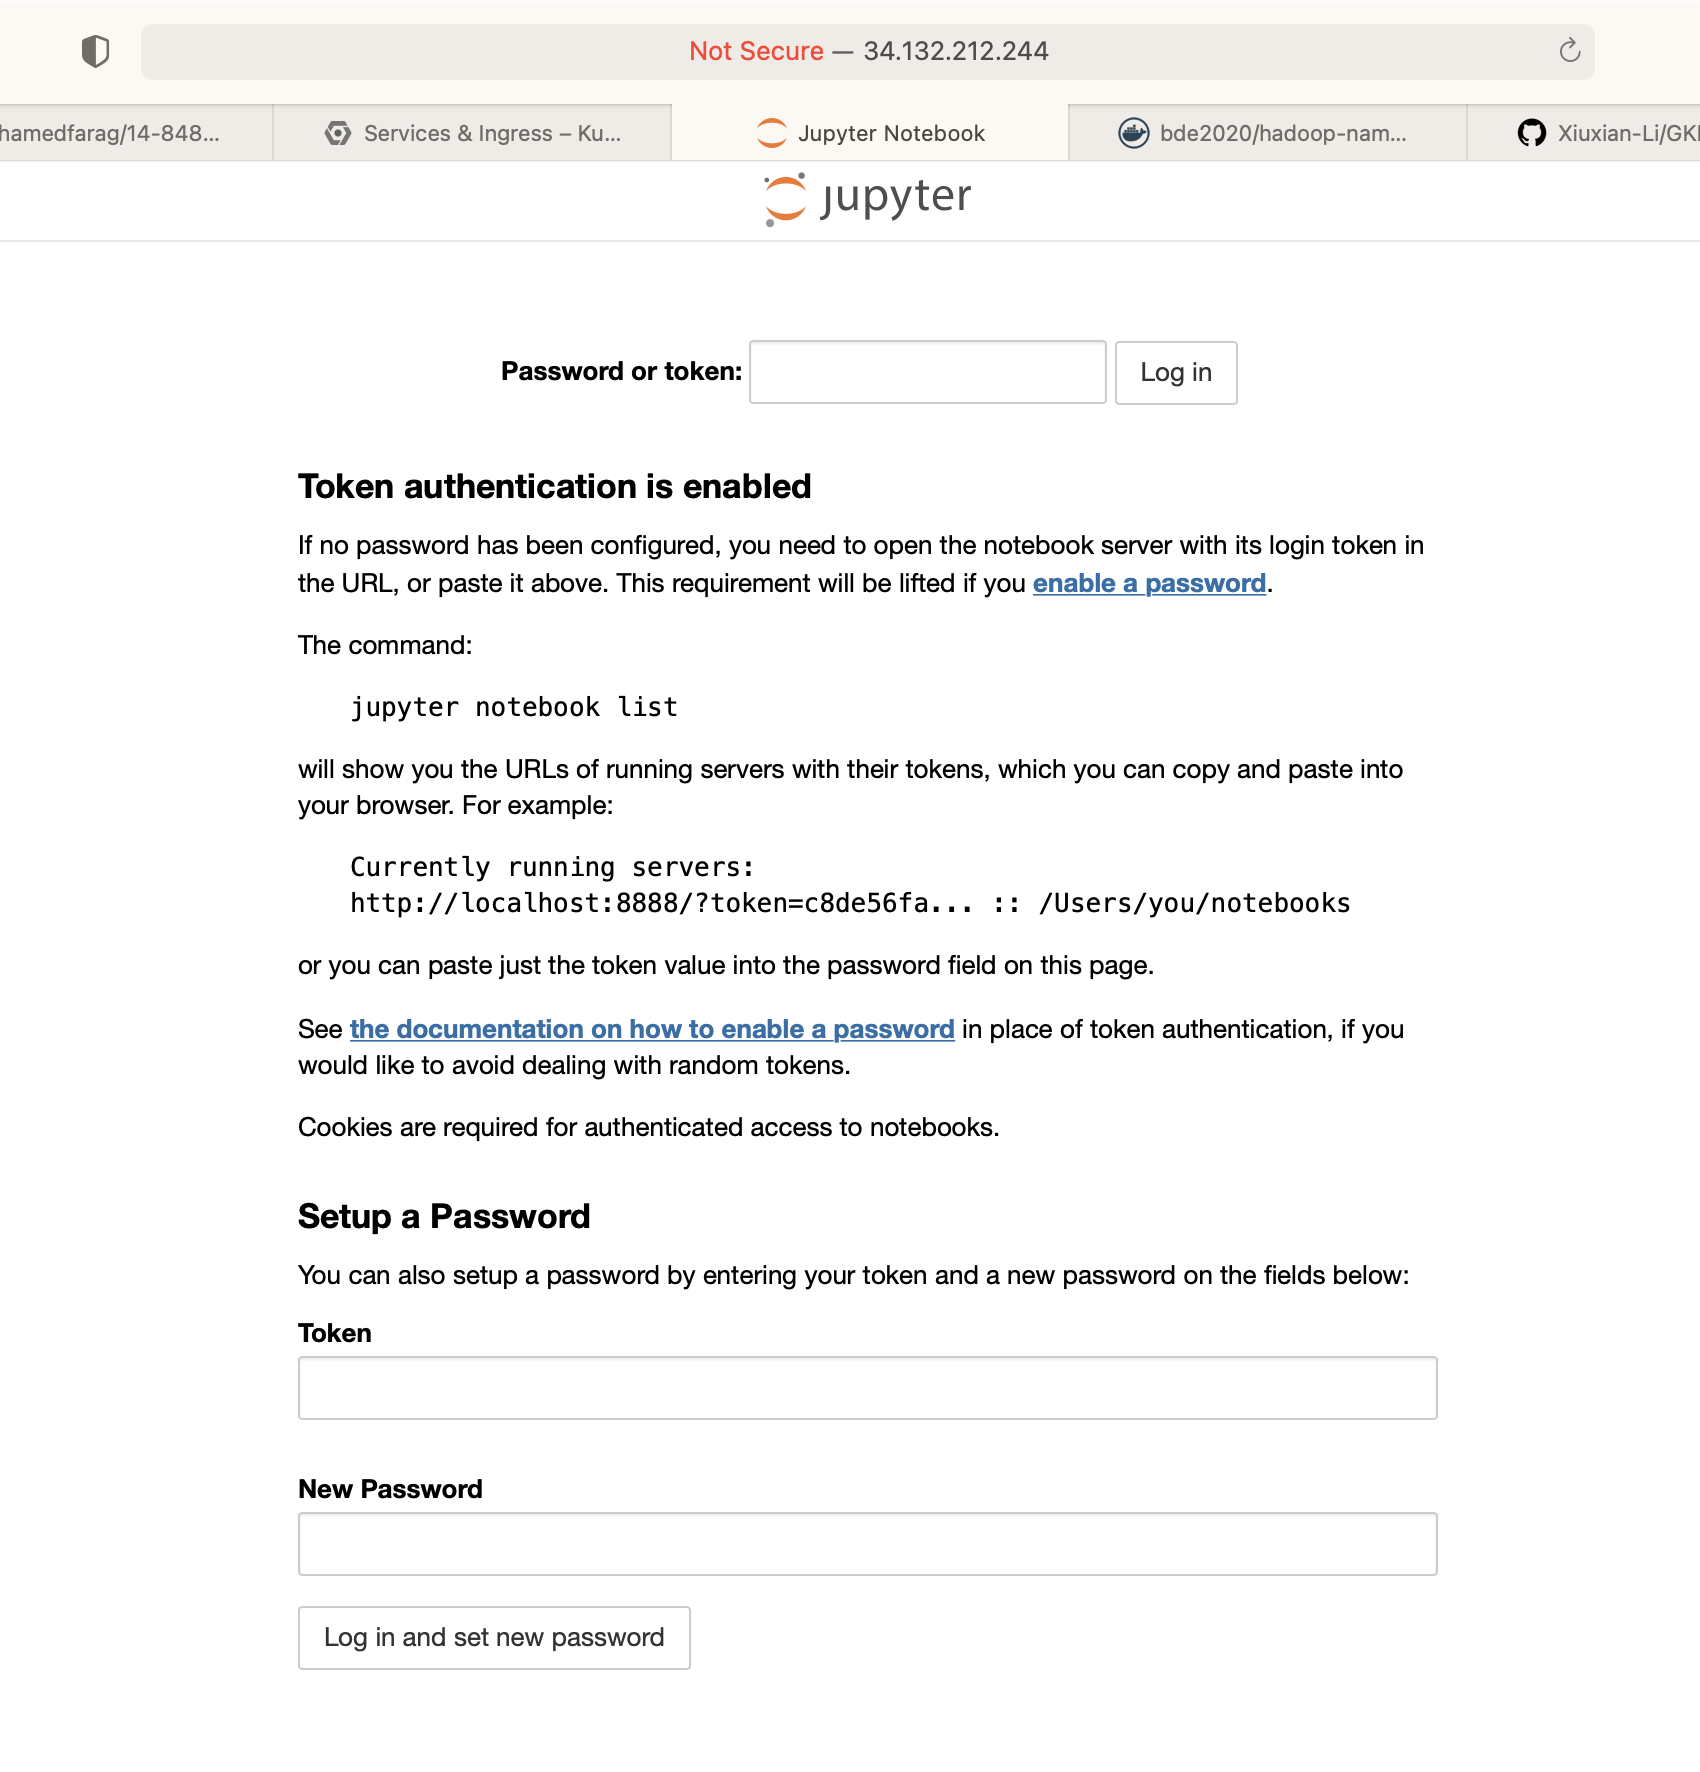 Not Secure — 34.132.212.244
hamedfarag/14-848...
Services & Ingress – Ku...
Jupyter Notebook
bde2020/hadoop-nam...
Xiuxian-Li/GK
jupyter
Password or token:
Log in
Token authentication is enabled
If no password has been configured, you need to open the notebook server with its login token in
the URL, or paste it above. This requirement will be lifted if you enable a password.
The command:
jupyter notebook list
will show you the URLs of running servers with their tokens, which you can copy and paste into
your browser. For example:
Currently running servers:
http://localhost:8888/?token=c8de56fa... :: /Users/you/notebooks
or you can paste just the token value into the password field on this page.
See the documentation on how to enable a password in place of token authentication, if you
would like to avoid dealing with random tokens.
Cookies are required for authenticated access to notebooks.
Setup a Password
You can also setup a password by entering your token and a new password on the fields below:
Token
New Password
Log in and set new password